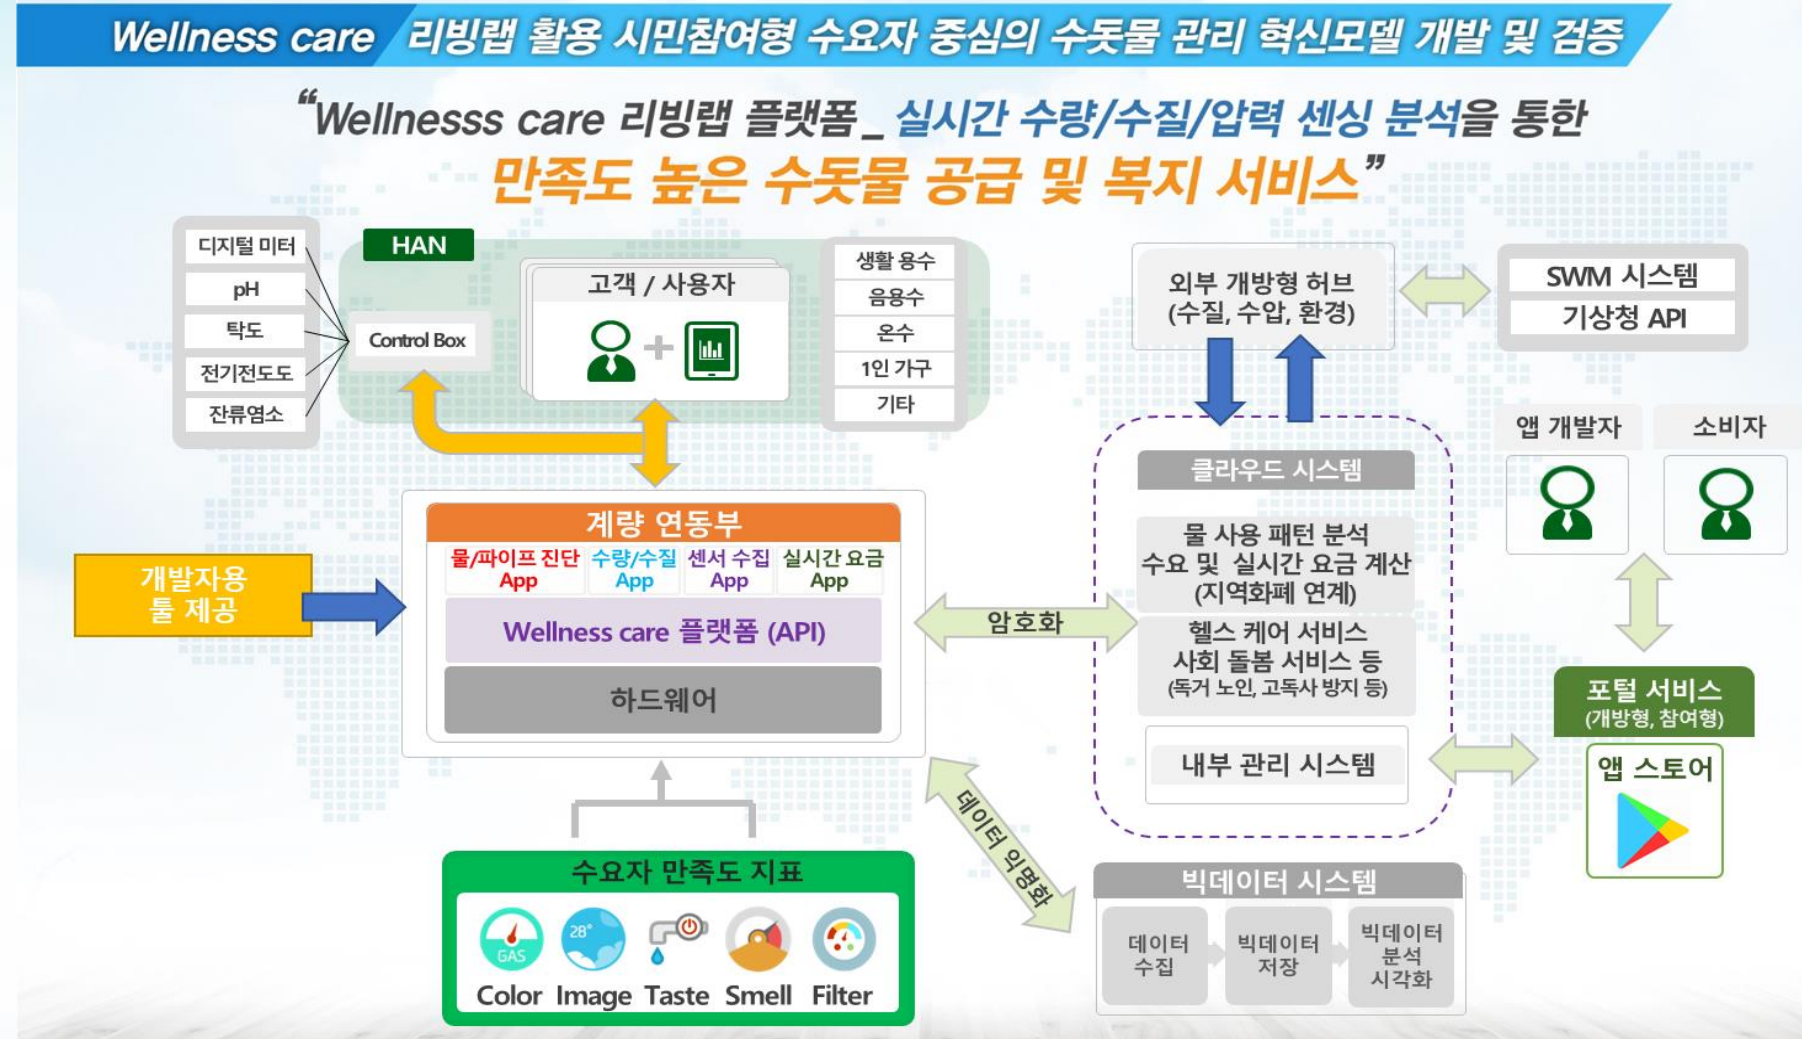 Wellness care 리빙랩 활용 시민참여형 수요자 중심의 수돗물 관리 혁신모델 개발 및 검증
“Wellnesss care 리빙랩 플랫폼_실시간 수량/수질/압력 센싱 분석을 통한
만족도 높은 수돗물 공급 및 복지 서비스”
디지털 미터
pH
탁도
전기전도도
잔류염소
HAN
Control Box
고객 / 사용자
생활 용수
음용수
온수
1인 가구
기타
외부 개방형 허브
(수질, 수압, 환경)
SWM 시스템
기상청 API
앱 개발자
소비자
개발자용
툴 제공
계량 연동부
물/파이프 진단
App
수량/수질
App
센서 수집
App
실시간 요금
App
Wellness care 플랫폼 (API)
하드웨어
암호화
클라우드 시스템
물 사용 패턴 분석
수요 및 실시간 요금 계산
(지역화폐 연계)
헬스 케어 서비스
사회 돌봄 서비스 등
(독거 노인, 고독사 방지 등)
내부 관리 시스템
포털 서비스
(개방형, 참여형)
앱 스토어
데이터 익명화
수요자 만족도 지표
GAS
28°
Color
Image
Taste
Smell
Filter
빅데이터 시스템
데이터
수집
빅데이터
저장
빅데이터
분석
시각화